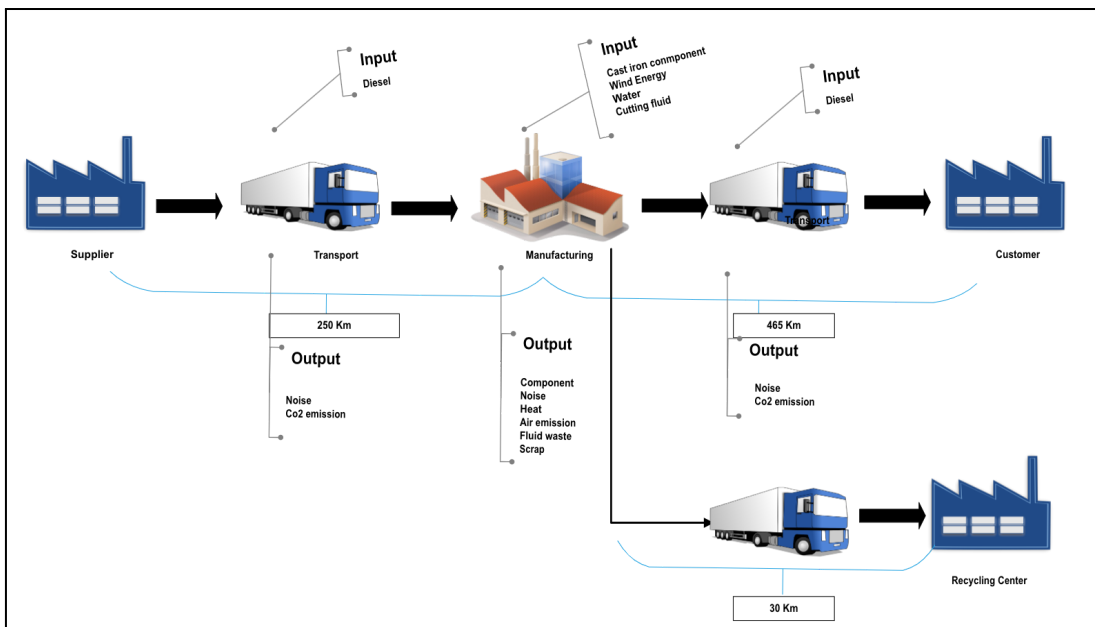 Input
Diesel
Input
Cast iron conmponent
Wind Energy
Water
Cutting fluid
Input
Diesel
Supplier
Transport
Manufacturing
Transport
Customer
250 Km
465 Km
Output
Noise
Co2 emission
Output
Component
Noise
Heat
Air emission
Fluid waste
Scrap
Output
Noise
Co2 emission
Recycling Center
30 Km